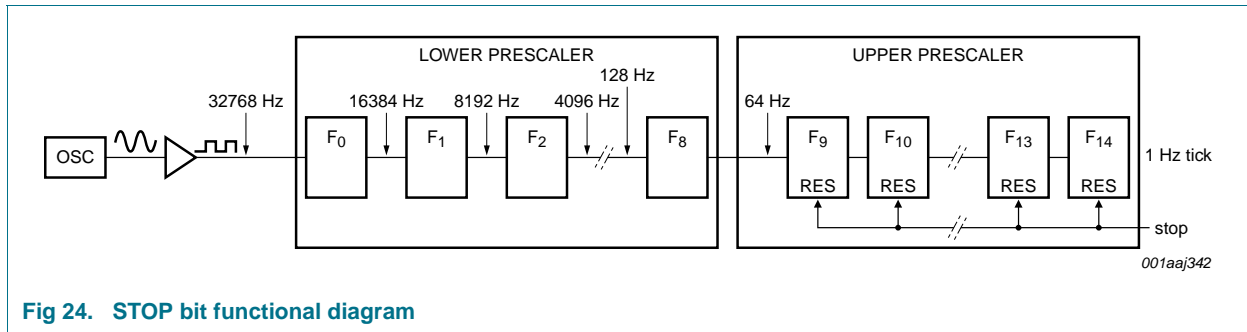 LOWER PRESCALER
UPPER PRESCALER
128 Hz
32768 Hz
16384 Hz
8192 Hz
4096 Hz
64 Hz
OSC
F0
F1
F2
F8
F9
F10
F13
F14
1 Hz tick
RES
RES
RES
RES
stop
001aaj342
Fig 24. STOP bit functional diagram